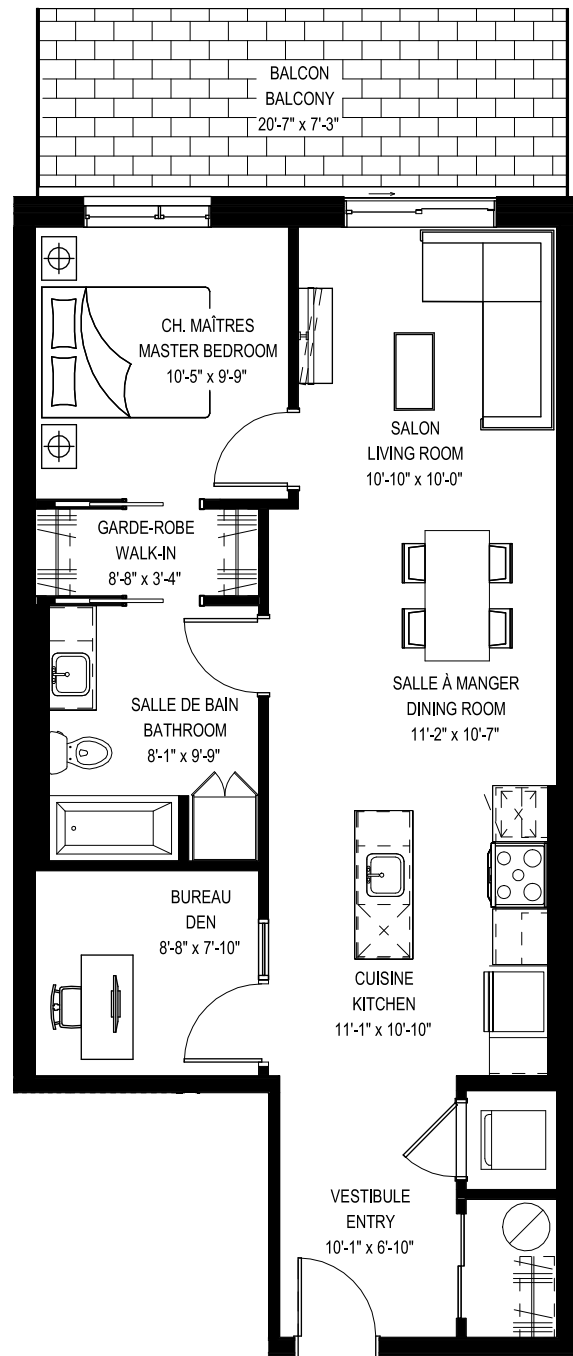 BALCON
BALCONY
20'-7" x 7'-3"
CH. MAÎTRES
MASTER BEDROOM
10'-5" x 9'-9"
SALON
LIVING ROOM
10'-10" x 10'-0"
GARDE-ROBE
WALK-IN
8'-8" x 3'-4"
SALLE DE BAIN
BATHROOM
8'-1" x 9'-9"
SALLE À MANGER
DINING ROOM
11'-2" x 10'-7"
BUREAU
DEN
8'-8" x 7'-10"
CUISINE
KITCHEN
11'-1" x 10'-10"
VESTIBULE
ENTRY
10'-1" x 6'-10"